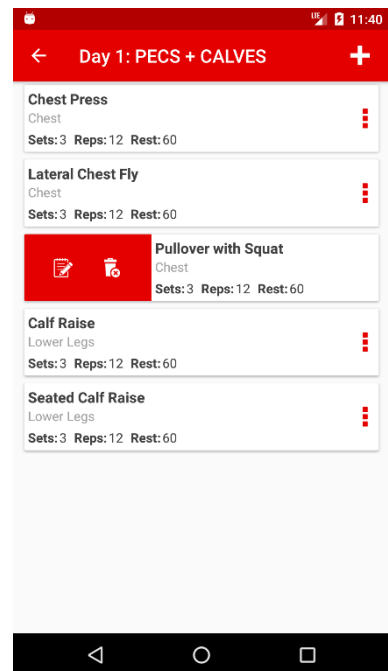 LTE 11:40
Day 1: PECS + CALVES
Chest Press
Chest
Sets:3 Reps:12 Rest:60
Lateral Chest Fly
Chest
Sets:3 Reps:12 Rest:60
Pullover with Squat
Chest
Sets:3 Reps:12 Rest:60
Calf Raise
Lower Legs
Sets:3 Reps:12 Rest:60
Seated Calf Raise
Lower Legs
Sets:3 Reps:12 Rest:60